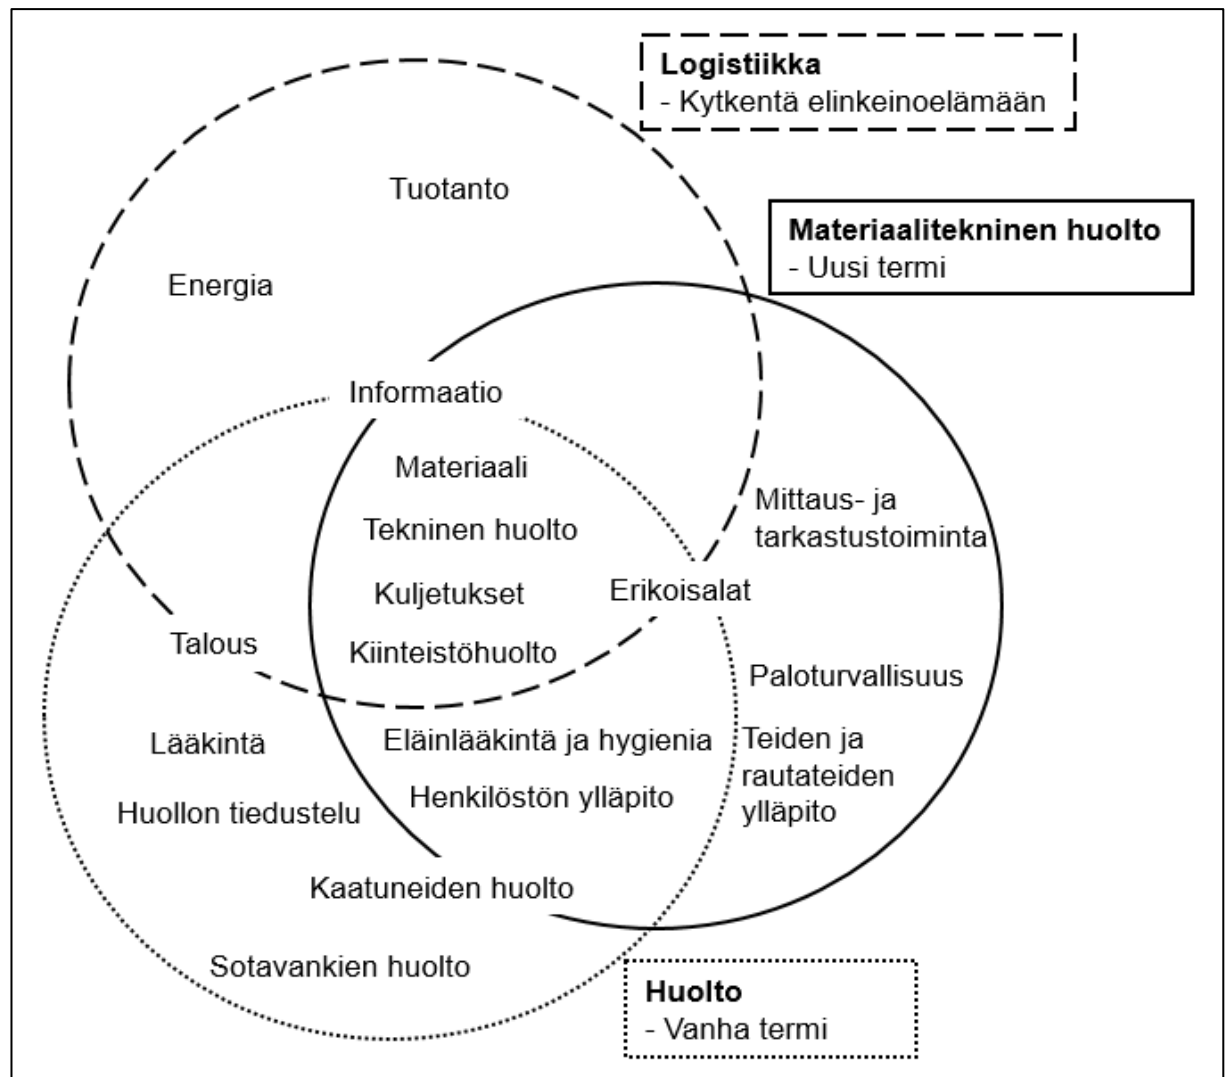 Logistiikka
- Kytkentä elinkeinoelämään
Tuotanto
Materiaalitekninen huolto
- Uusi termi
Energia
Informaatio
Materiaali
Mittaus- ja
tarkastustoiminta
Tekninen huolto
Kuljetukset
Erikoisalat
Talous
Kiinteistöhuolto
Paloturvallisuus
Lääkintä
Eläinlääkintä ja hygienia
Teiden ja
rautateiden
ylläpito
Henkilöstön ylläpito
Huollon tiedustelu
Kaatuneiden huolto
Sotavankien huolto
Huolto
- Vanha termi